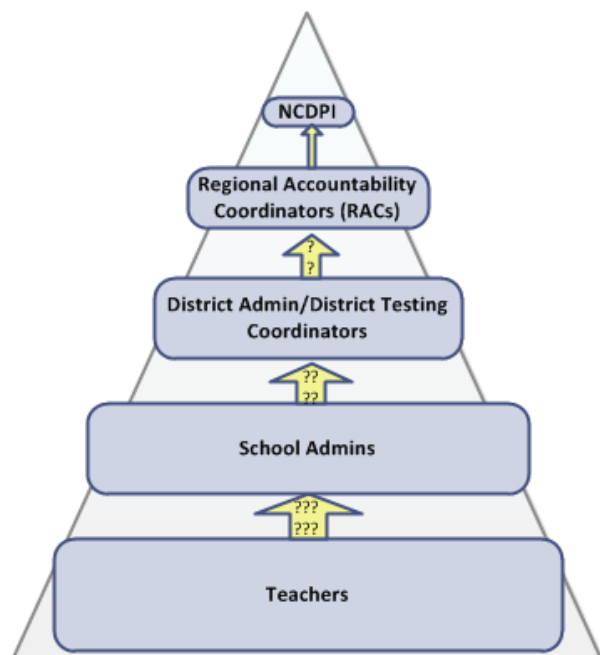 NCDPI
Regional Accountability
Coordinators (RACs)
?
?
District Admin/District Testing
Coordinators
??
??
School Admins
???
???
Teachers